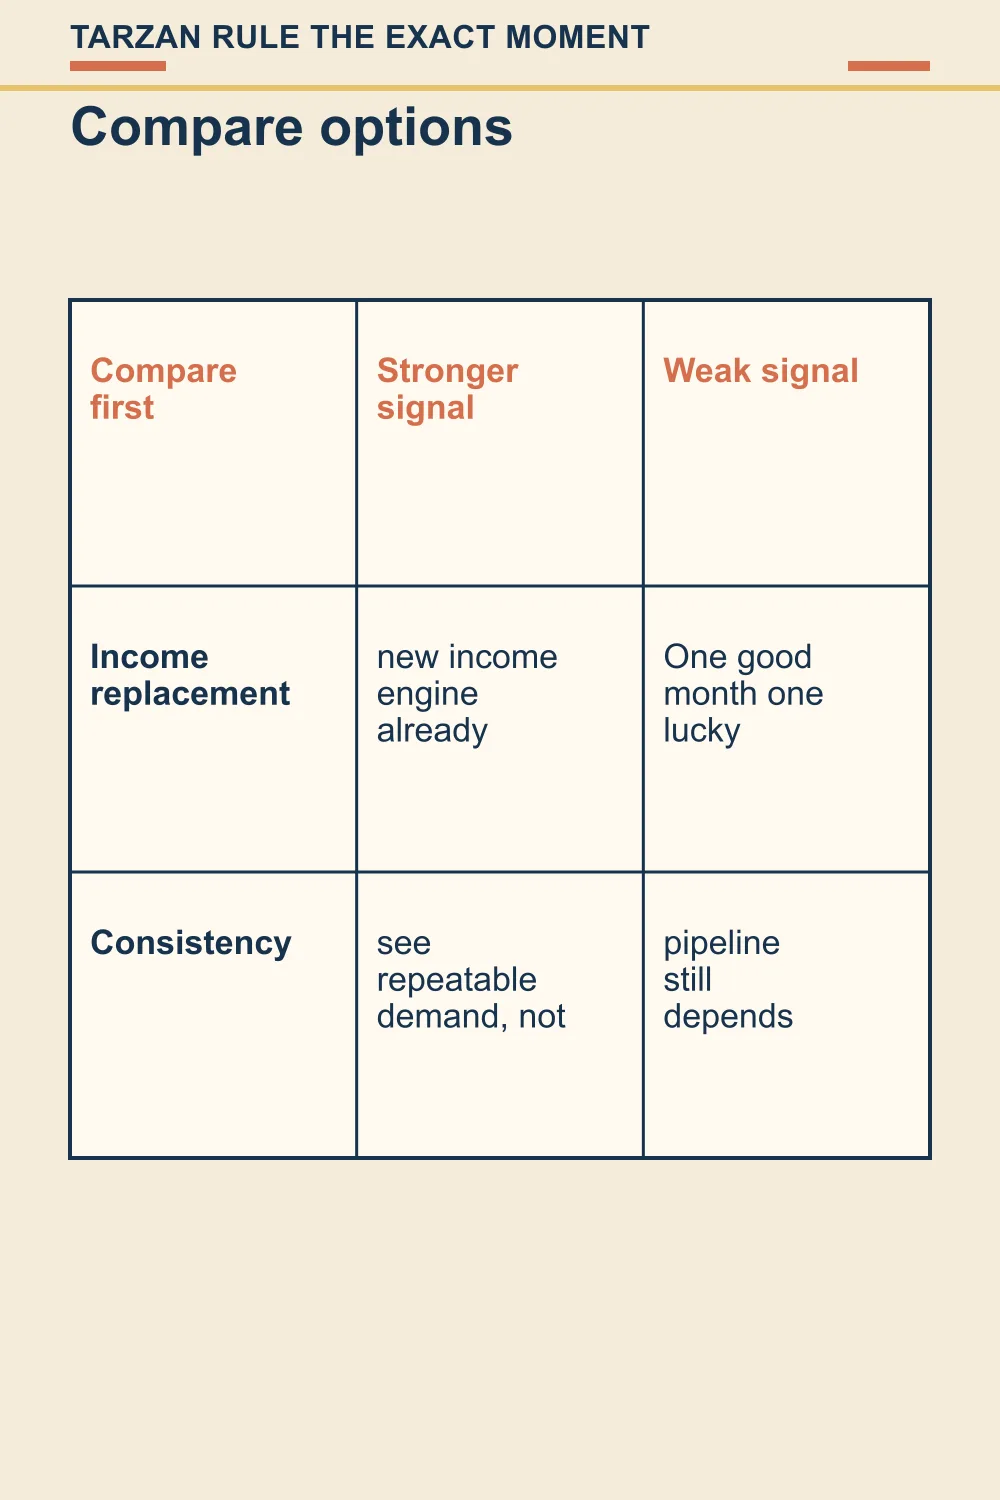 TARZAN RULE THE EXACT MOMENT
Compare options
Compare
first
Stronger
signal
Weak signal
Income
replacement
new income
engine
already
One good
month one
lucky
Consistency
see
repeatable
demand, not
pipeline
still
depends